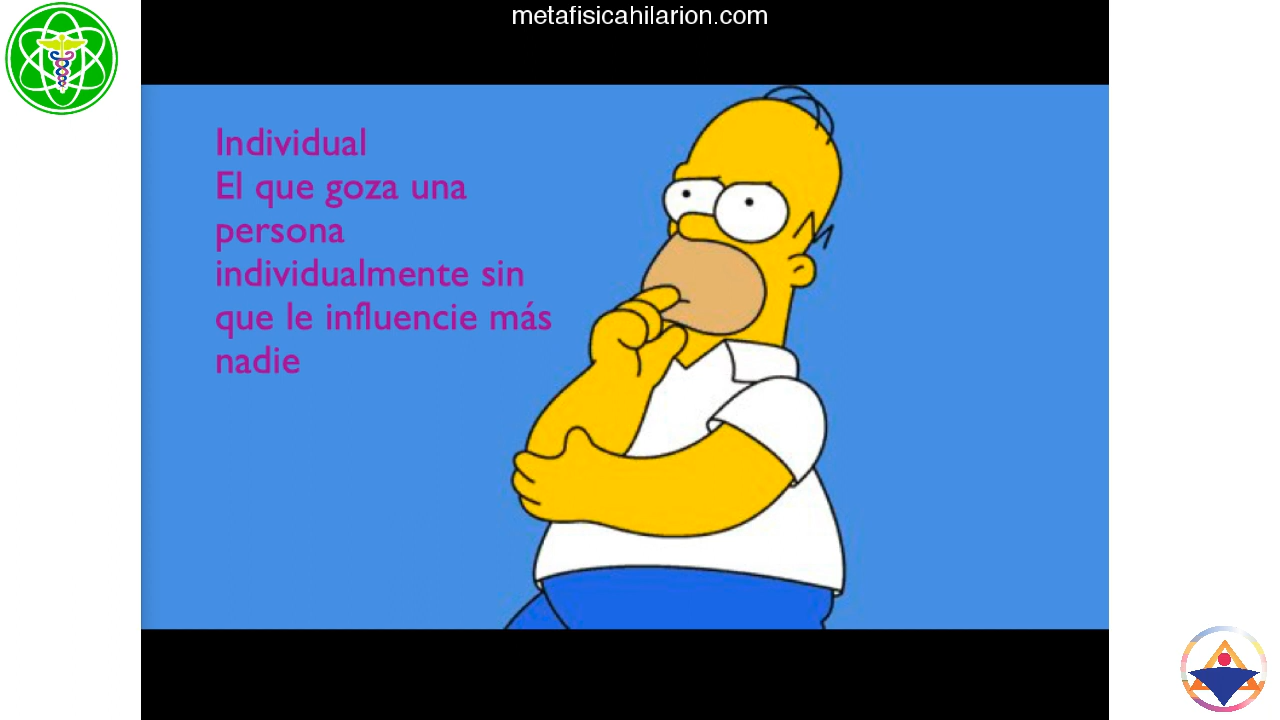 metafisicahilarion.com
Individual
El que goza una
persona
individualmente sin
que le influencie más
nadie